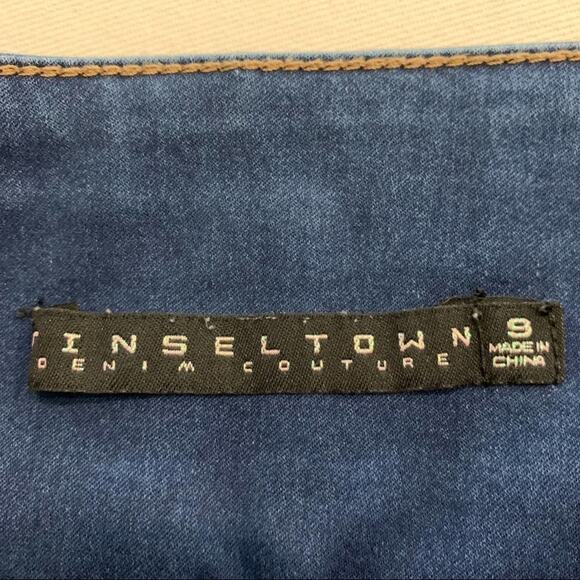 TINSELTOWN
DENIM COUTURE
9
MADE IN
CHINA